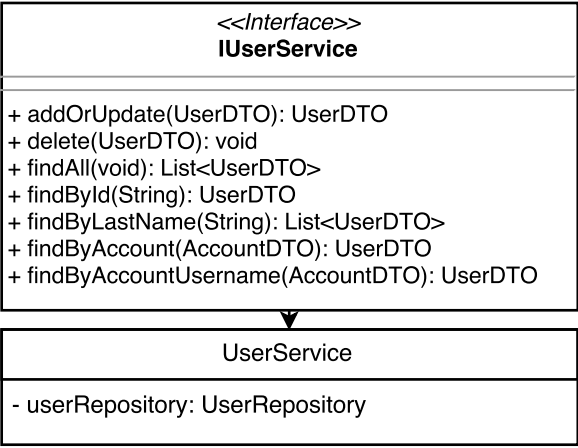 <<Interface>>
IUserService
+ addOrUpdate(UserDTO): UserDTO
+ delete(UserDTO): void
+ findAll(void): List<UserDTO>
+ findById(String): UserDTO
+ findByLastName(String): List<UserDTO>
+ findByAccount(AccountDTO): UserDTO
+ findByAccountUsername(AccountDTO): UserDTO
UserService
- userRepository: UserRepository